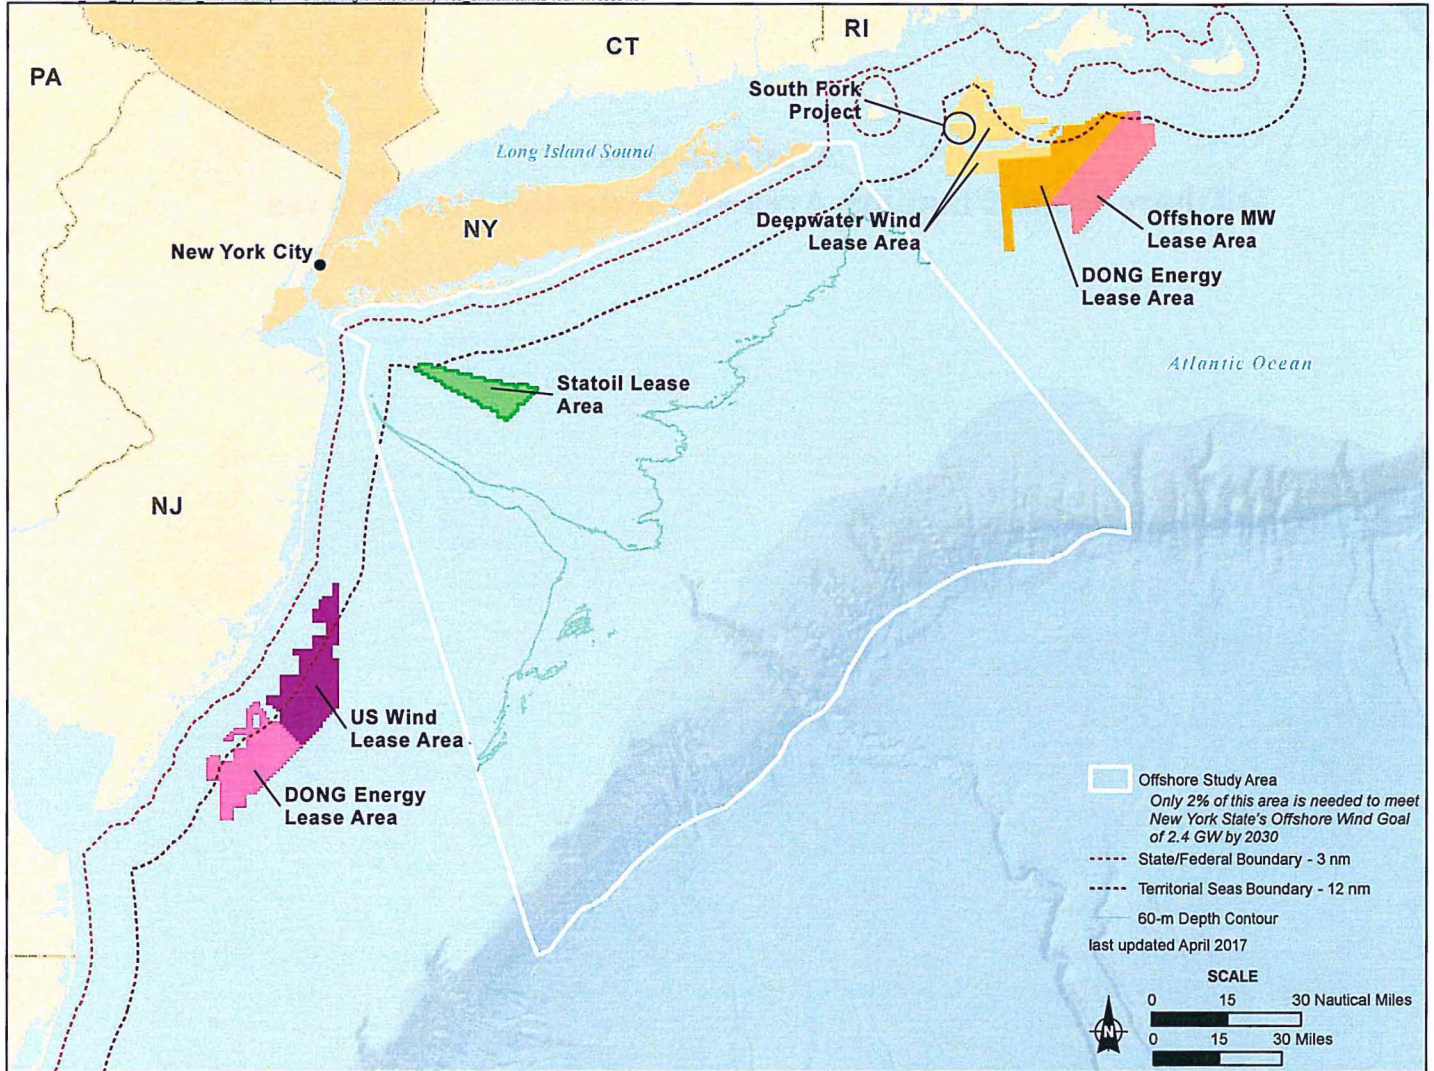 CT
RI
PA
South Fork
Project
Long Island Sound
NY
New York City
Deepwater Wind
Lease Area
Offshore MW
Lease Area
DONG Energy
Lease Area
Atlantic Ocean
Statoil Lease
Area
NJ
US Wind
Lease Area
DONG Energy
Lease Area
Offshore Study Area
Only 2% of this area is needed to meet
New York State's Offshore Wind Goal
of 2.4 GW by 2030
State/Federal Boundary - 3 nm
Territorial Seas Boundary - 12 nm
60-m Depth Contour
last updated April 2017
SCALE
0 15 30 Nautical Miles
N
0 15 30 Miles